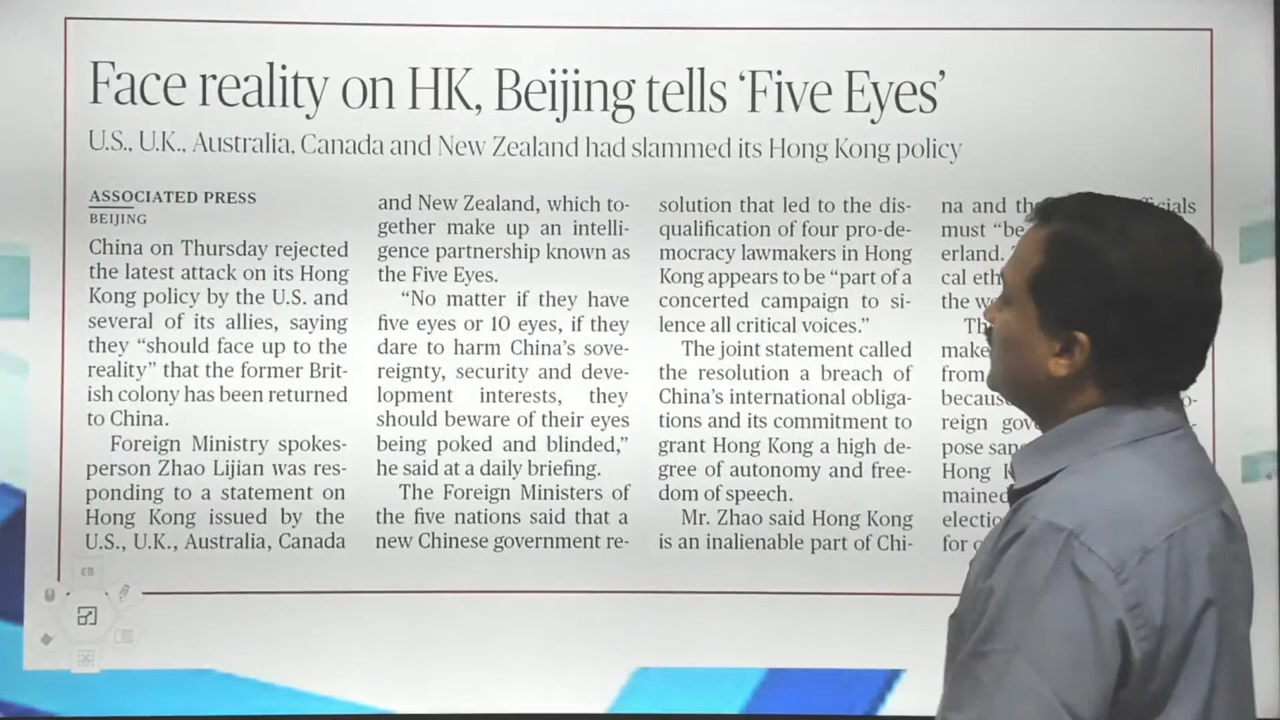 Face reality on HK, Beijing tells ‘Five Eyes’
U.S., U.K., Australia, Canada and New Zealand had slammed its Hong Kong policy
ASSOCIATED PRESS
BEIJING
China on Thursday rejected
the latest attack on its Hong
Kong policy by the U.S. and
several of its allies, saying
they “should face up to the
reality” that the former Brit-
ish colony has been returned
to China.
Foreign Ministry spokes-
person Zhao Lijian was res-
ponding to a statement on
Hong Kong issued by the
U.S., U.K., Australia, Canada
and New Zealand, which to-
gether make up an intelli-
gence partnership known as
the Five Eyes.
“No matter if they have
five eyes or 10 eyes, if they
dare to harm China’s sove-
reignty, security and deve-
lopment interests, they
should beware of their eyes
being poked and blinded,”
he said at a daily briefing.
The Foreign Ministers of
the five nations said that a
new Chinese government re-
solution that led to the dis-
qualification of four pro-de-
mocracy lawmakers in Hong
Kong appears to be “part of a
concerted campaign to si-
lence all critical voices.”
The joint statement called
the resolution a breach of
China’s international obliga-
tions and its commitment to
grant Hong Kong a high de-
gree of autonomy and free-
dom of speech.
Mr. Zhao said Hong Kong
is an inalienable part of Chi-
na and
must “be
erland.
cal
the
make
from
reign
pose
Hong
for